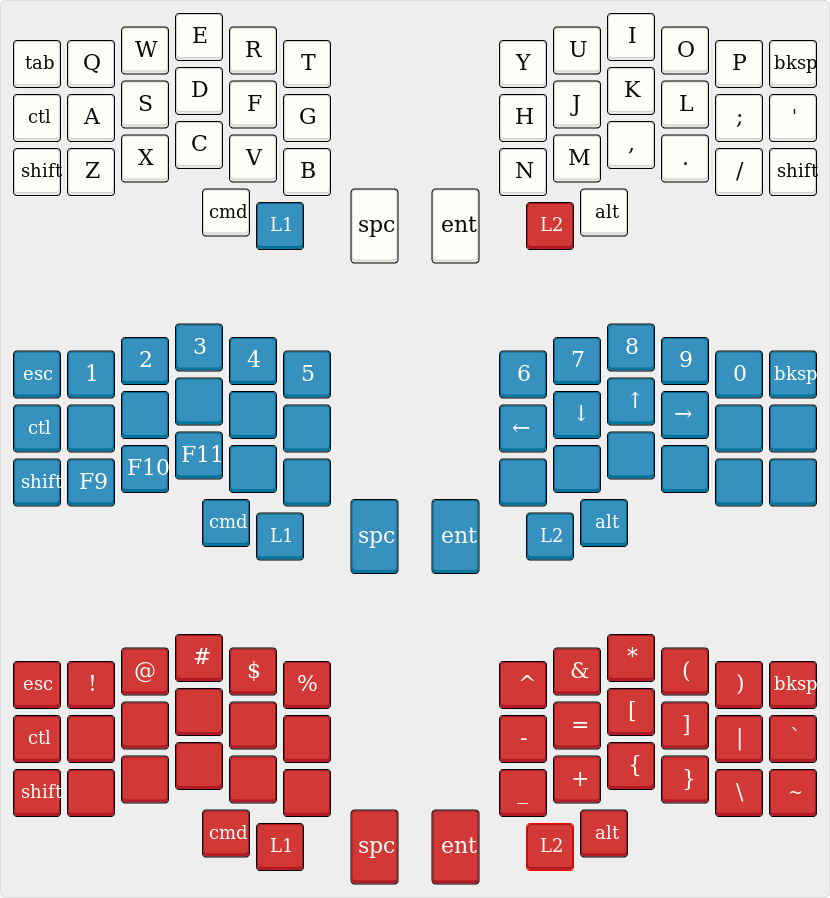 tab Q W E R T Y U I O P bksp
ctl A S D F G H J K L ; '
shift Z X C V B N M , . / shift
cmd L1 spc ent L2 alt
esc 1 2 3 4 5 6 7 8 9 0 bksp
ctl ← ↓ ↑ →
shift F9 F10 F11
cmd L1 spc ent L2 alt
esc ! @ # $ % ^ & * ( ) bksp
ctl - = [ ] | `
shift _ + { } \ ~
cmd L1 spc ent L2 alt